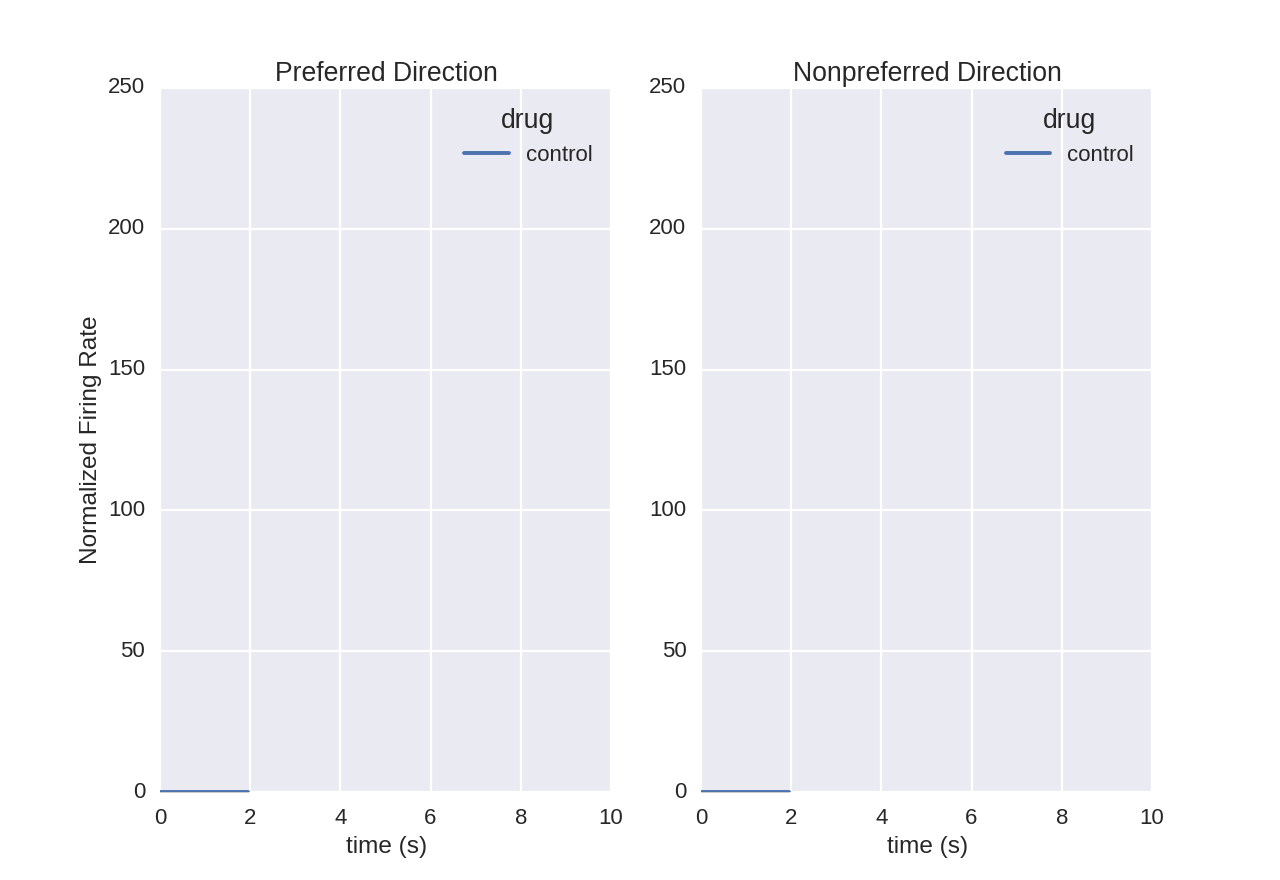 Preferred Direction
250
200
150
100
50
0
Normalized Firing Rate
drug
control
0 2 4 6 8 10
time (s)
Nonpreferred Direction
250
200
150
100
50
0
drug
control
0 2 4 6 8 10
time (s)